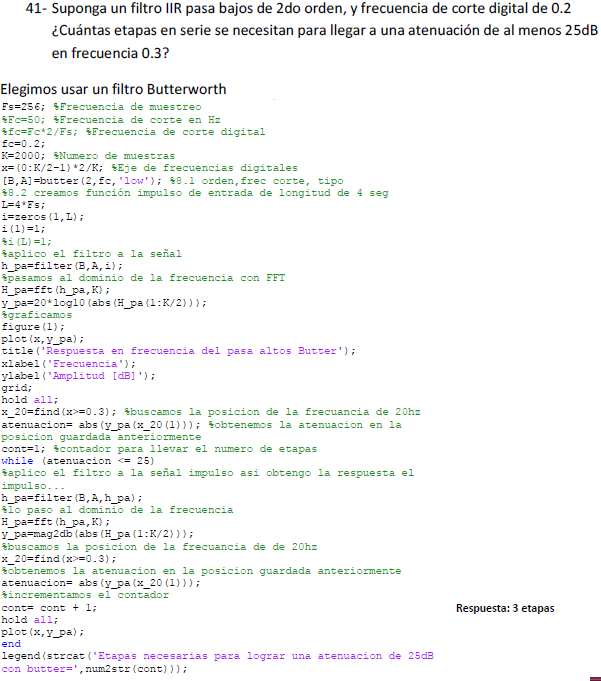 41- Suponga un filtro IIR pasa bajos de 2do orden, y frecuencia de corte digital de 0.2
¿Cuántas etapas en serie se necesitan para llegar a una atenuación de al menos 25dB
en frecuencia 0.3?
Elegimos usar un filtro Butterworth
Fs=256; %Frecuencia de muestreo
%Fc=50; %Frecuencia de corte en Hz
%fc=Fc*2/Fs; %Frecuencia de corte digital
fc=0.2;
K=2000; %Numero de muestras
x=(0:K/2-1)*2/K; %Eje de frecuencias digitales
[B,A]=butter(2,fc,'low'); %8.1 orden,frec corte, tipo
%8.2 creamos función impulso de entrada de longitud de 4 seg
L=4*Fs;
i=zeros(1,L);
i(1)=1;
%i(L)=1;
%aplico el filtro a la señal
h_pa=filter(B,A,i);
%pasamos al dominio de la frecuencia con FFT
H_pa=fft(h_pa,K);
y_pa=20*log10(abs(H_pa(1:K/2)));
%graficamos
figure(1);
plot(x,y_pa);
title('Respuesta en frecuencia del pasa altos Butter');
xlabel('Frecuencia');
ylabel('Amplitud [dB]');
grid;
hold all;
x_20=find(x>=0.3); %buscamos la posicion de la frecuancia de 20hz
atenuacion= abs(y_pa(x_20(1))); %obtenemos la atenuacion en la
posicion guardada anteriormente
cont=1; %contador para llevar el numero de etapas
while (atenuacion <= 25)
%aplico el filtro a la señal impulso asi obtengo la respuesta el
impulso...
h_pa=filter(B,A,h_pa);
%lo paso al dominio de la frecuencia
H_pa=fft(h_pa,K);
y_pa=mag2db(abs(H_pa(1:K/2)));
%buscamos la posicion de la frecuancia de de 20hz
x_20=find(x>=0.3);
%obtenemos la atenuacion en la posicion guardada anteriormente
atenuacion= abs(y_pa(x_20(1)));
%incrementamos el contador
cont= cont + 1; Respuesta: 3 etapas
hold all;
plot(x,y_pa);
end
legend(strcat('Etapas necesarias para lograr una atenuacion de 25dB
con butter=',num2str(cont)));